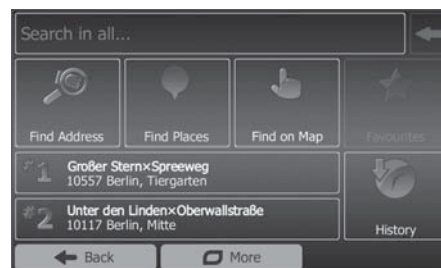 Search in all...
Find Address
Find Places
Find on Map
Favourites
#1 Großer Stern×Spreeweg
10557 Berlin, Tiergarten
#2 Unter den Linden×Oberwallstraße
10117 Berlin, Mitte
History
Back
More